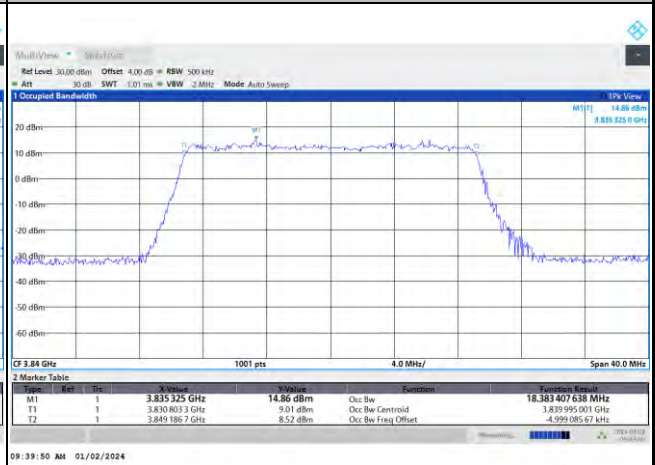 MultiView Spectrum
Ref Level 30.00 dBm Offset 4.00 dB RBW 500 kHz
Att 30 dB SWT 1.01 ms VBW 2 MHz Mode Auto Sweep
1 Occupied Bandwidth 1Pk View
M1[1] 14.86 dBm
3.835 325 0 GHz
20 dBm
M1
T1 T2
10 dBm
0 dBm
-10 dBm
-20 dBm
-30 dBm
-40 dBm
-50 dBm
-60 dBm
CF 3.84 GHz 1001 pts 4.0 MHz/ Span 40.0 MHz
2 Marker Table
Type Ref Trc X-Value Y-Value Function Function Result
M1 1 3.835 325 GHz 14.86 dBm Occ Bw 18.383 407 638 MHz
T1 1 3.830 803 3 GHz 9.01 dBm Occ Bw Centroid 3.839 995 001 GHz
T2 1 3.849 186 7 GHz 8.52 dBm Occ Bw Freq Offset -4.999 085 67 kHz
Measuring...
09:39:50 AM 01/02/2024